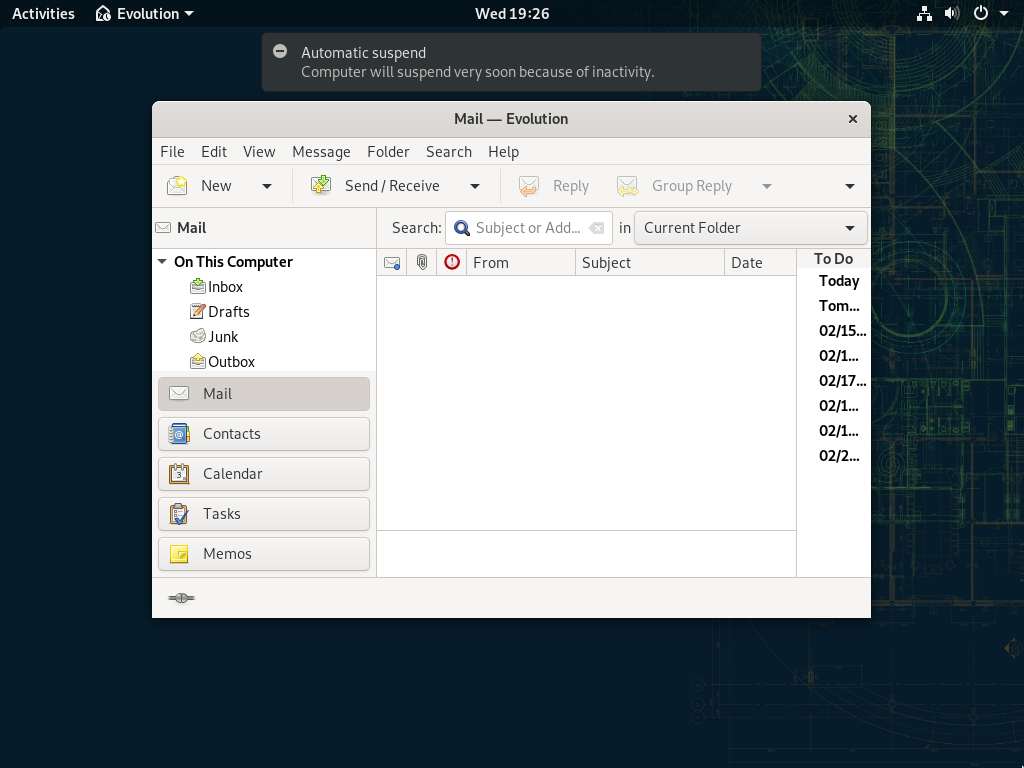 Activities Evolution Wed 19:26
Automatic suspend
Computer will suspend very soon because of inactivity.
Mail — Evolution
File Edit View Message Folder Search Help
New Send / Receive Reply Group Reply
Mail Search: Subject or Add... in Current Folder
On This Computer
Inbox
Drafts
Junk
Outbox
Mail
Contacts
Calendar
Tasks
Memos
From Subject Date
To Do
Today
Tom...
02/15...
02/1...
02/17...
02/1...
02/1...
02/2...